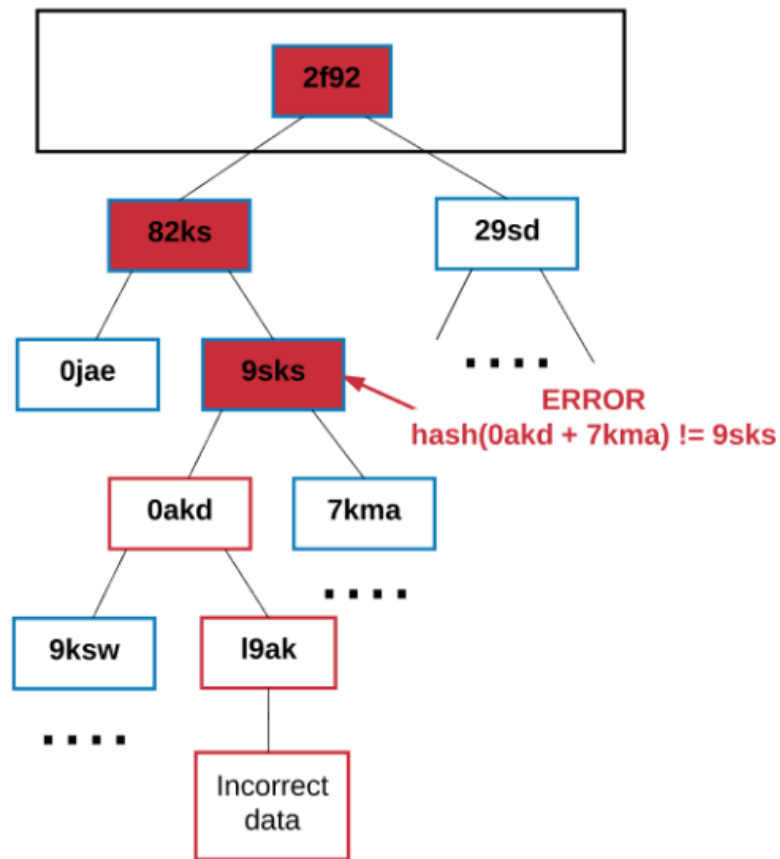 2f92
82ks
29sd
0jae
9sks
....
ERROR
hash(0akd + 7kma) != 9sks
0akd
7kma
....
9ksw
l9ak
....
Incorrect
data